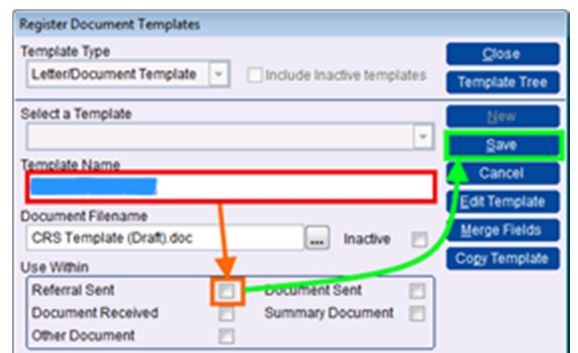 Register Document Templates
Template Type
Close
Letter/Document Template
Include Inactive templates
Template Tree
Select a Template
New
Save
Template Name
Cancel
Edit Template
Document Filename
CRS Template (Draft).doc
...
Inactive
Merge Fields
Copy Template
Use Within
Referral Sent
Document Sent
Document Received
Summary Document
Other Document